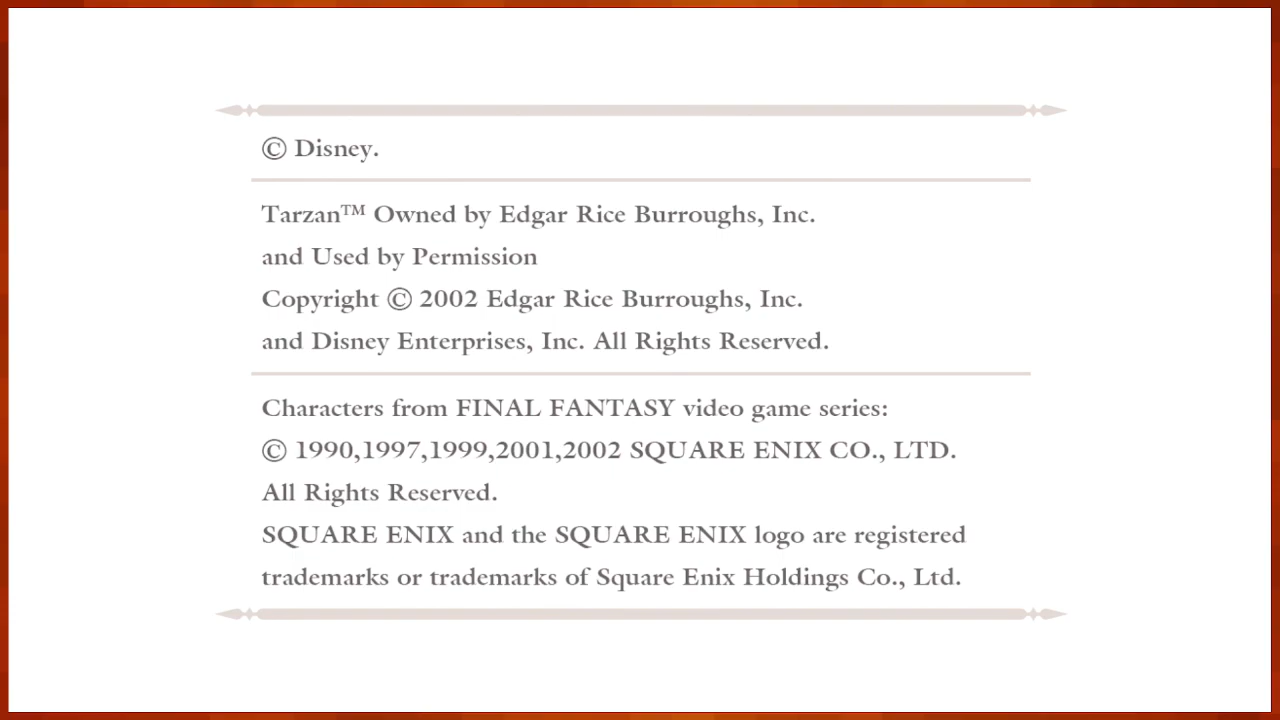 © Disney.
Tarzan™ Owned by Edgar Rice Burroughs, Inc.
and Used by Permission
Copyright © 2002 Edgar Rice Burroughs, Inc.
and Disney Enterprises, Inc. All Rights Reserved.
Characters from FINAL FANTASY video game series:
© 1990,1997,1999,2001,2002 SQUARE ENIX CO., LTD.
All Rights Reserved.
SQUARE ENIX and the SQUARE ENIX logo are registered
trademarks or trademarks of Square Enix Holdings Co., Ltd.